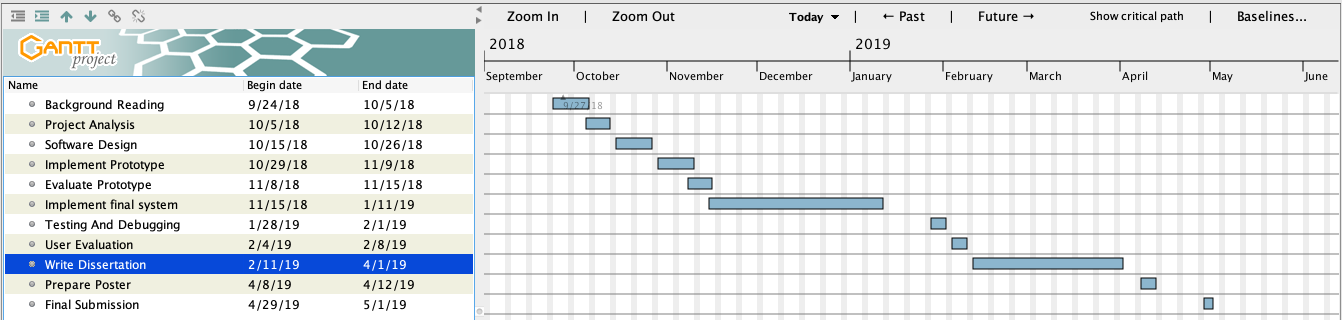 Zoom In | Zoom Out Today ▼ | ← Past Future → Show critical path | Baselines...
GANTT
project
2018 2019
September October November December January February March April May June
Name Begin date End date
Background Reading 9/24/18 10/5/18
9/27/18
Project Analysis 10/5/18 10/12/18
Software Design 10/15/18 10/26/18
Implement Prototype 10/29/18 11/9/18
Evaluate Prototype 11/8/18 11/15/18
Implement final system 11/15/18 1/11/19
Testing And Debugging 1/28/19 2/1/19
User Evaluation 2/4/19 2/8/19
Write Dissertation 2/11/19 4/1/19
Prepare Poster 4/8/19 4/12/19
Final Submission 4/29/19 5/1/19